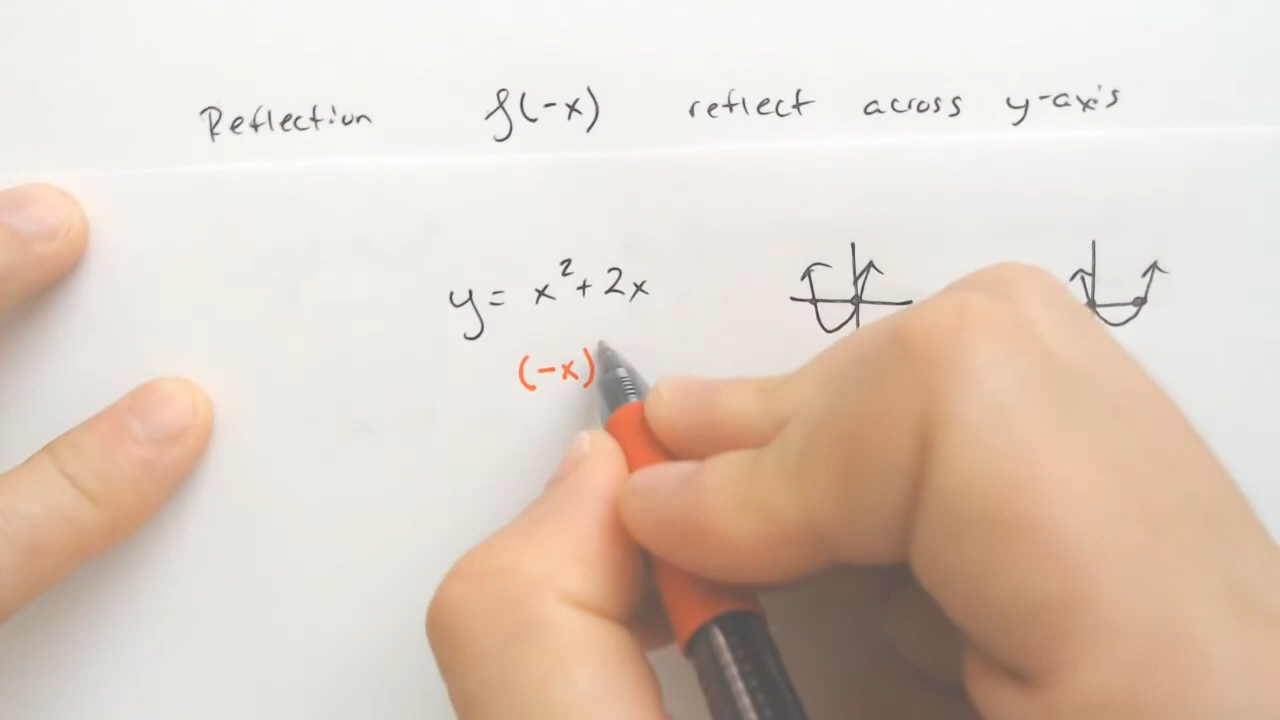 Reflection f(-x) reflect across y-axis
y = x² + 2x
(-x)